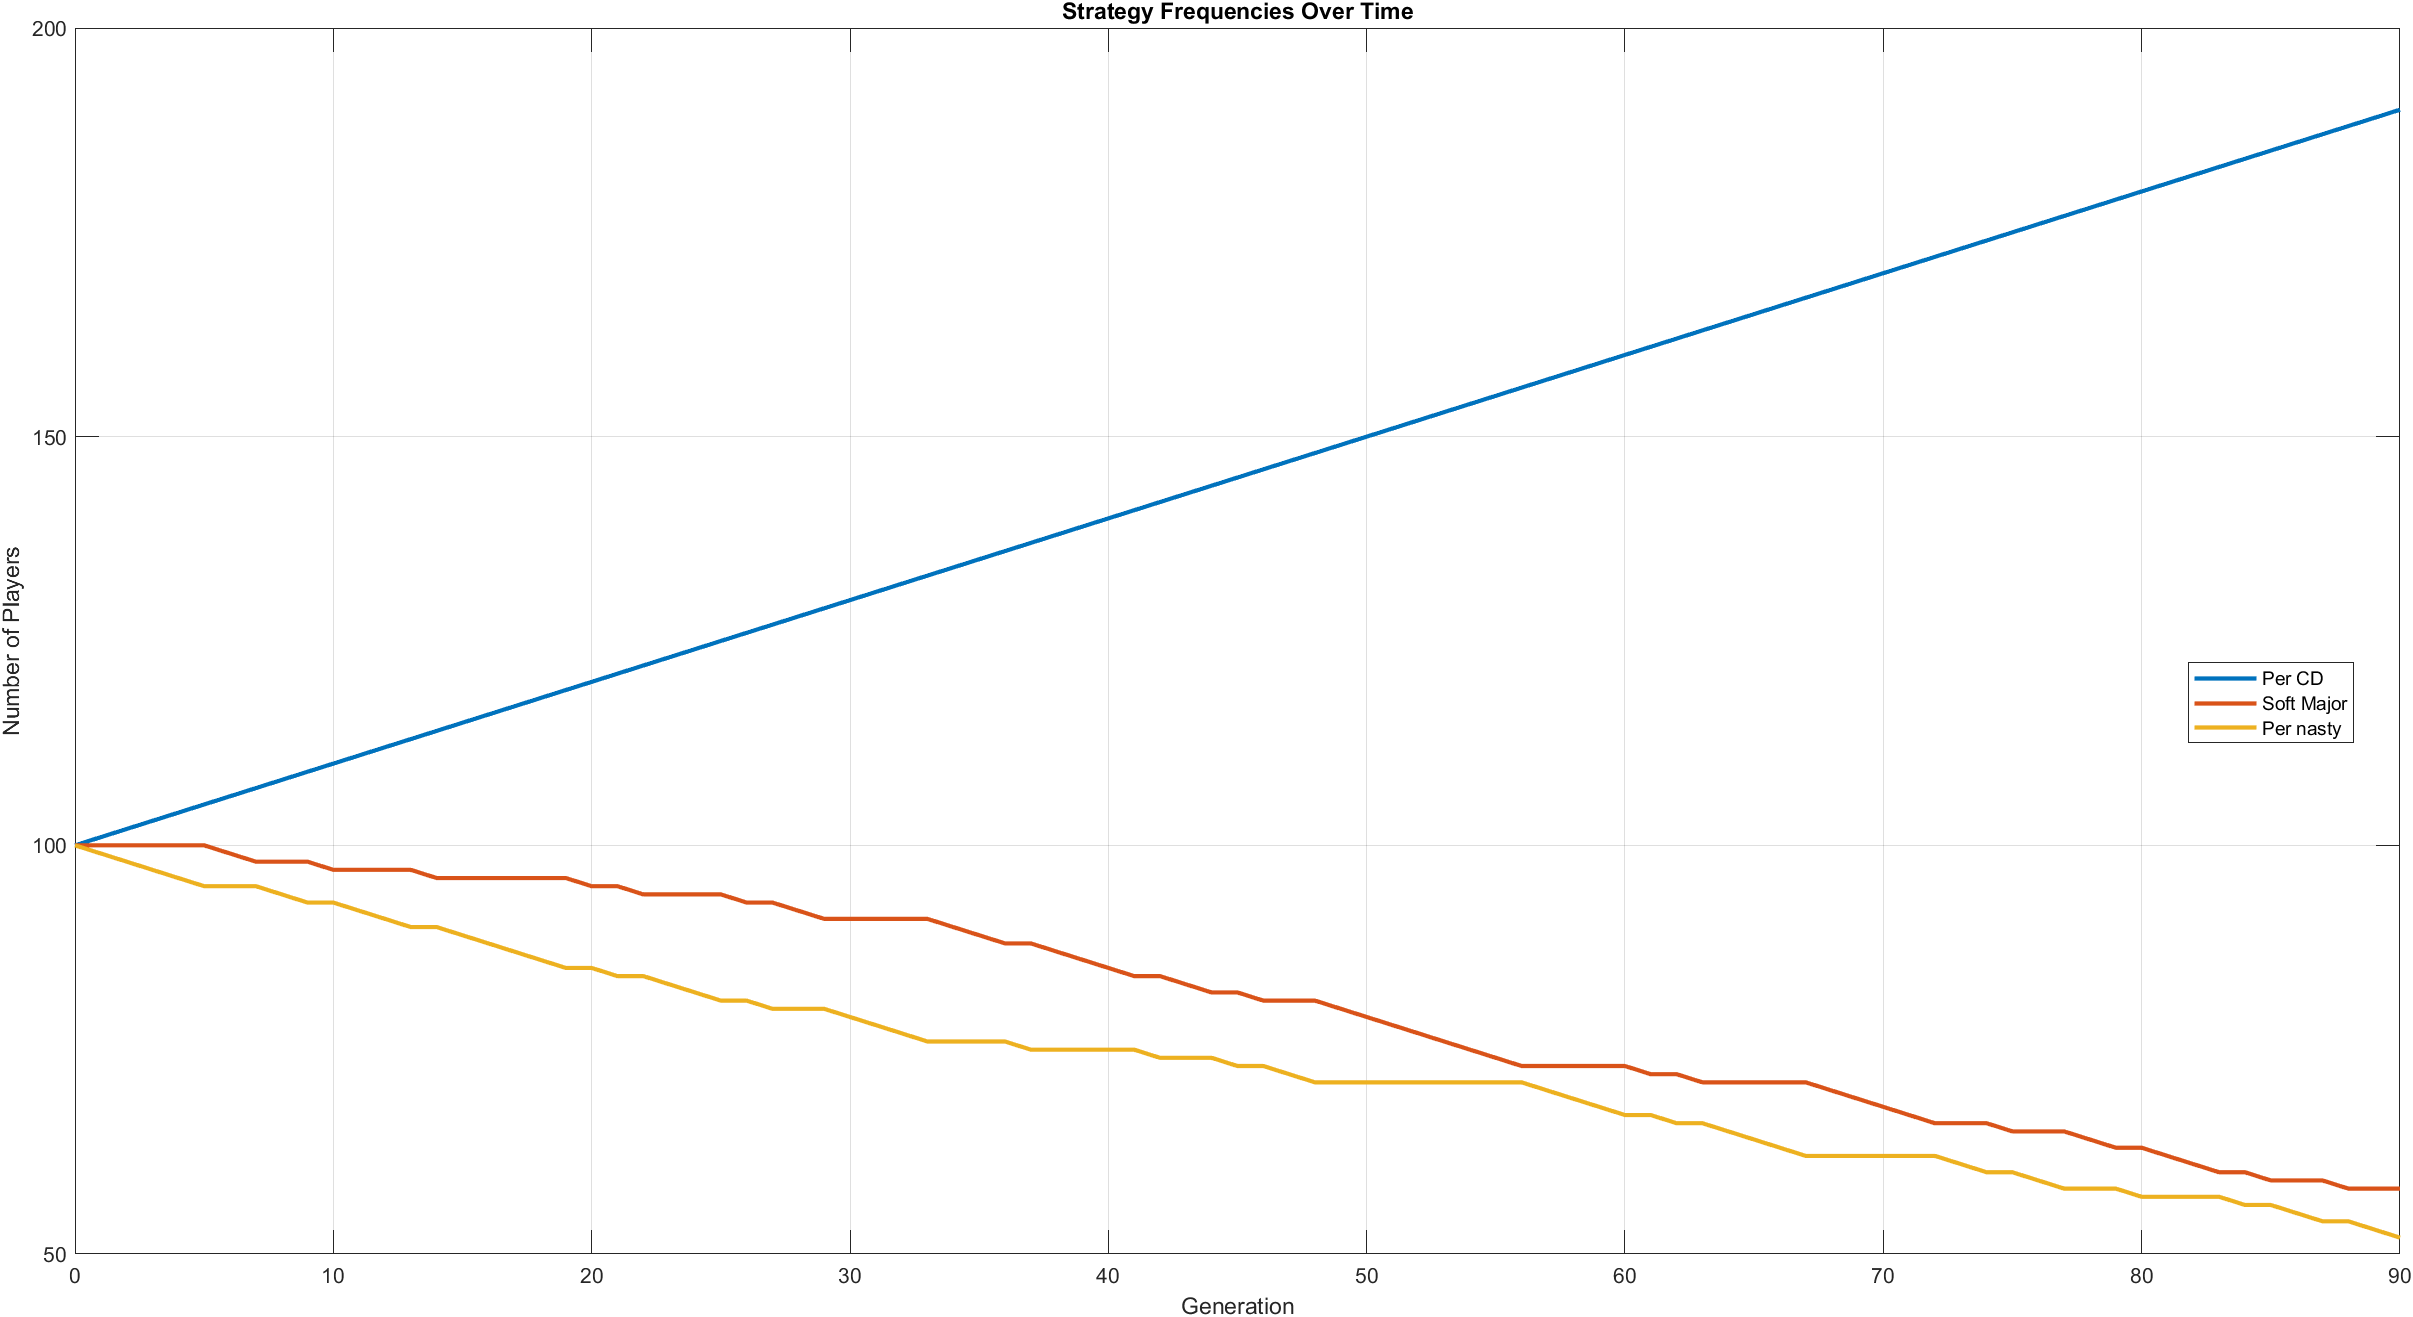 Strategy Frequencies Over Time
200
150
100
50
Number of Players
Per CD
Soft Major
Per nasty
0 10 20 30 40 50 60 70 80 90
Generation